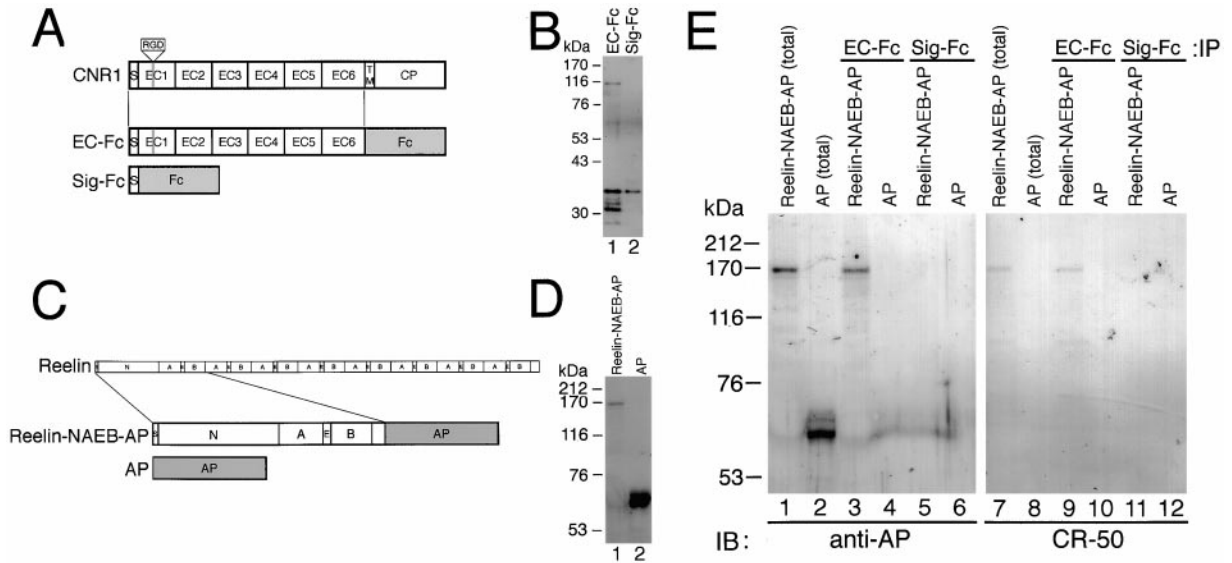 A
RGD
CNR1
S EC1 EC2 EC3 EC4 EC5 EC6 TM CP
EC-Fc
S EC1 EC2 EC3 EC4 EC5 EC6 Fc
Sig-Fc
S Fc
B
EC-Fc
Sig-Fc
kDa
170
116
76
53
43
30
1 2
C
Reelin
N A B A B A B A B A B A B A B A B
Reelin-NAEB-AP
S N A E B AP
AP
AP
D
Reelin-NAEB-AP
AP
kDa
212
170
116
76
53
1 2
E
EC-Fc Sig-Fc EC-Fc Sig-Fc :IP
Reelin-NAEB-AP (total)
AP (total)
Reelin-NAEB-AP
AP
Reelin-NAEB-AP
AP
Reelin-NAEB-AP (total)
AP (total)
Reelin-NAEB-AP
AP
Reelin-NAEB-AP
AP
kDa
212
170
116
76
53
1 2 3 4 5 6 7 8 9 10 11 12
IB: anti-AP CR-50